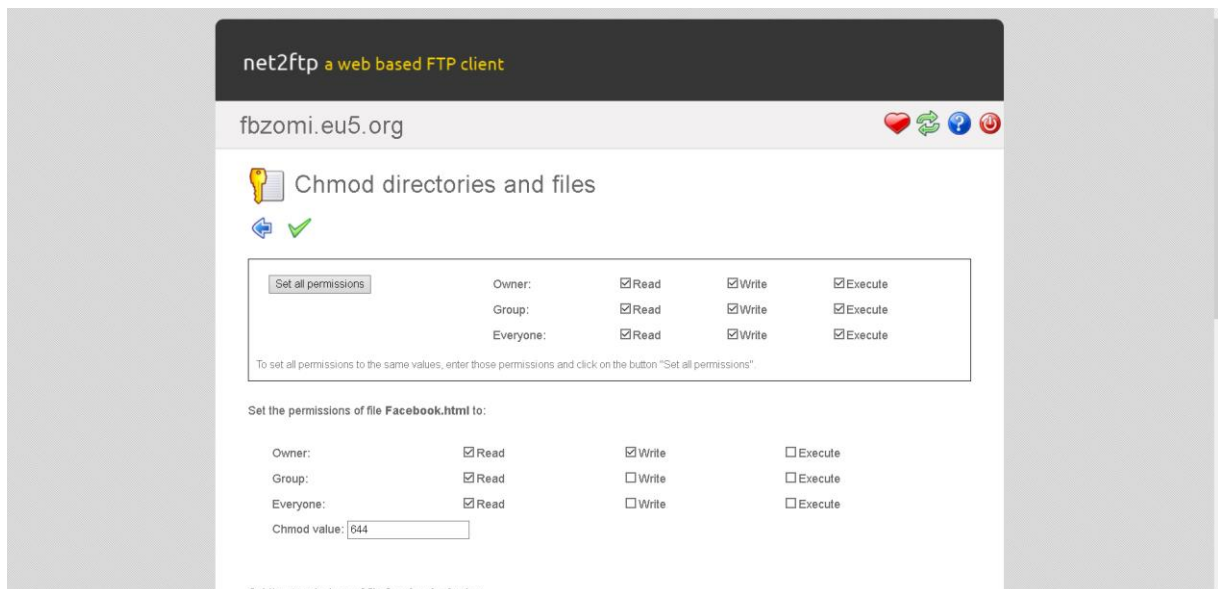 net2ftp a web based FTP client
fbzomi.eu5.org
Chmod directories and files
Set all permissions Owner: Read Write Execute
Group: Read Write Execute
Everyone: Read Write Execute
To set all permissions to the same values, enter those permissions and click on the button "Set all permissions".
Set the permissions of file Facebook.html to:
Owner: Read Write Execute
Group: Read Write Execute
Everyone: Read Write Execute
Chmod value: 644